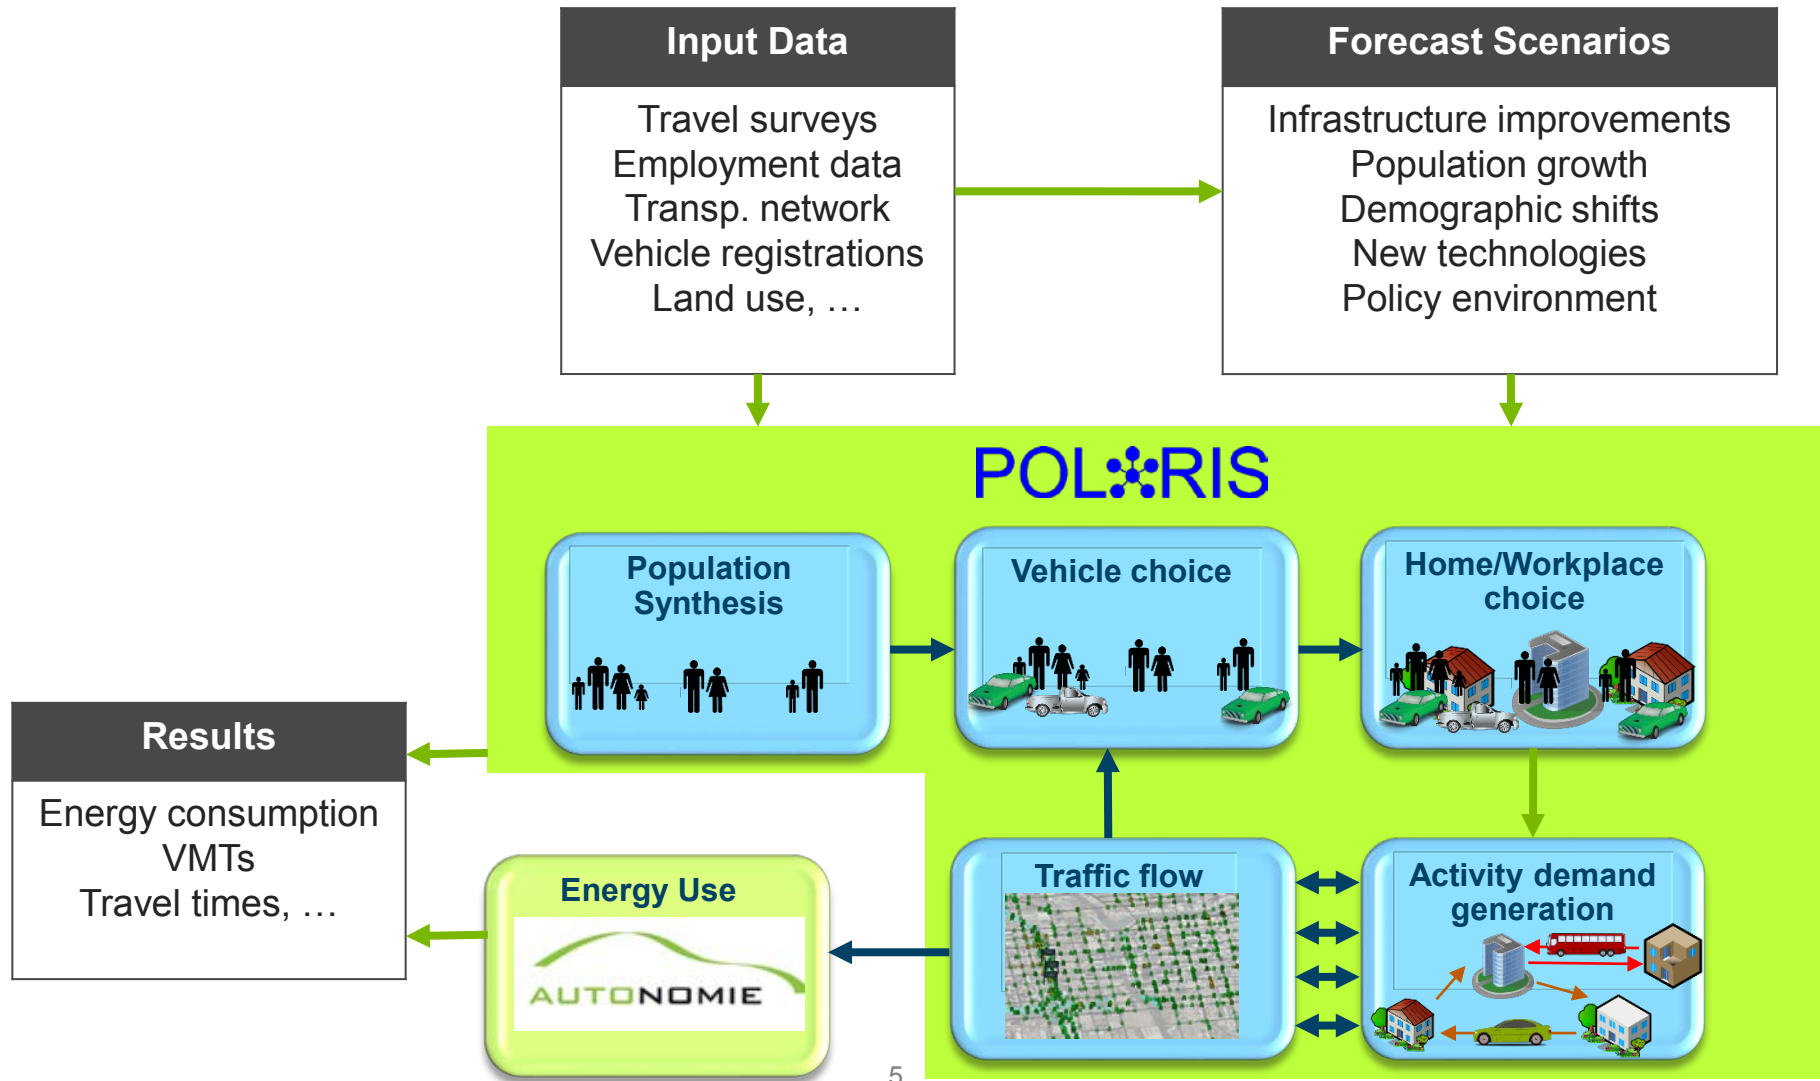 Input Data
Travel surveys
Employment data
Transp. network
Vehicle registrations
Land use, …
Forecast Scenarios
Infrastructure improvements
Population growth
Demographic shifts
New technologies
Policy environment
POLARIS
Population
Synthesis
Vehicle choice
Home/Workplace
choice
Results
Energy consumption
VMTs
Travel times, …
Energy Use
AUTONOMIE
Traffic flow
Activity demand
generation
5